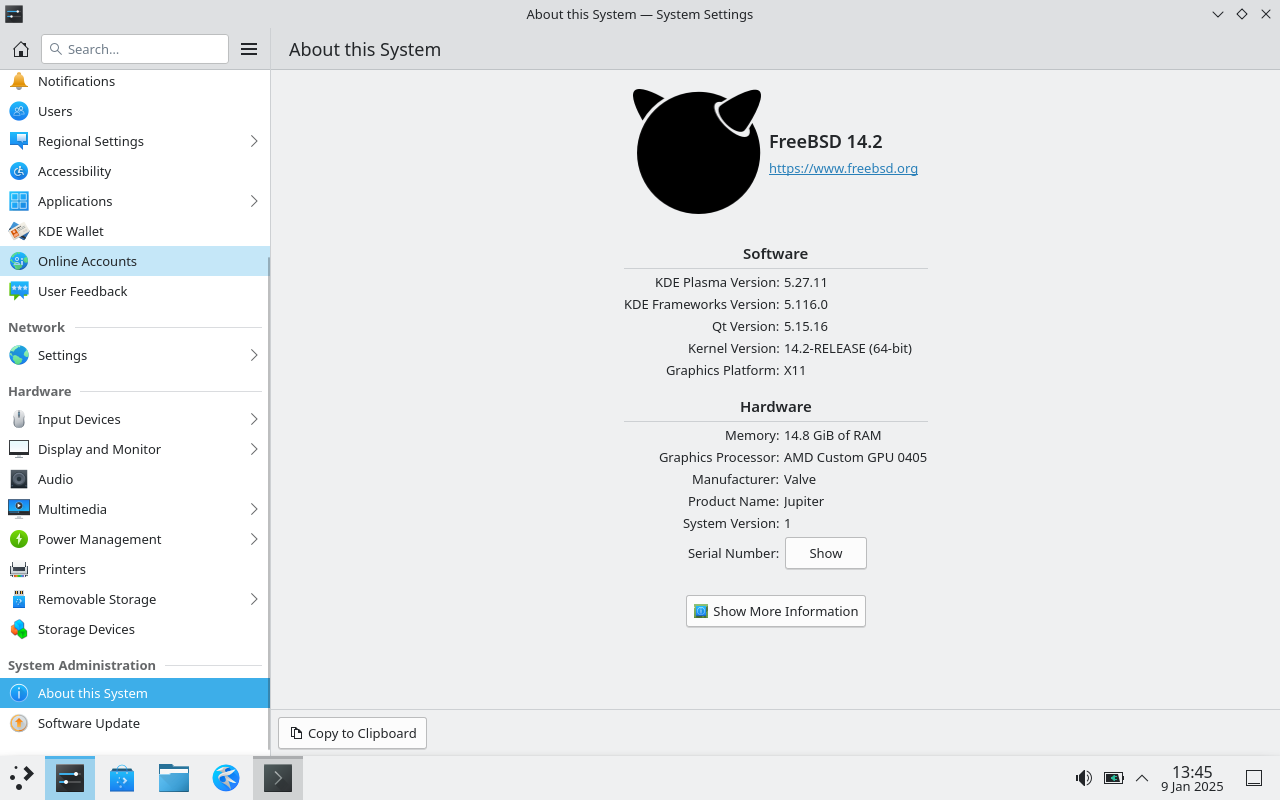 About this System — System Settings
Search...
About this System
Notifications
Users
Regional Settings
Accessibility
Applications
KDE Wallet
Online Accounts
User Feedback
Network
Settings
Hardware
Input Devices
Display and Monitor
Audio
Multimedia
Power Management
Printers
Removable Storage
Storage Devices
System Administration
About this System
Software Update
FreeBSD 14.2
https://www.freebsd.org
Software
KDE Plasma Version: 5.27.11
KDE Frameworks Version: 5.116.0
Qt Version: 5.15.16
Kernel Version: 14.2-RELEASE (64-bit)
Graphics Platform: X11
Hardware
Memory: 14.8 GiB of RAM
Graphics Processor: AMD Custom GPU 0405
Manufacturer: Valve
Product Name: Jupiter
System Version: 1
Serial Number: Show
Show More Information
Copy to Clipboard
13:45
9 Jan 2025